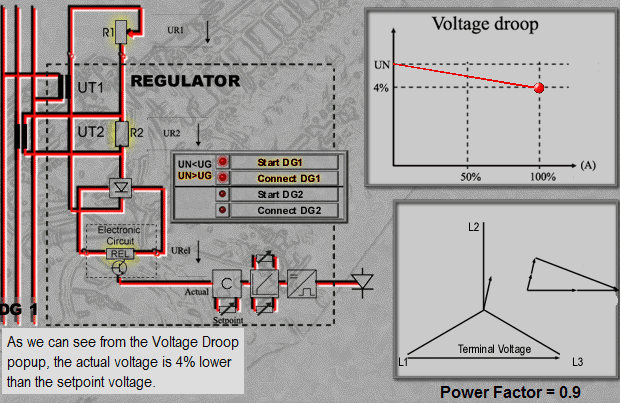 R1
UR1
UT1
REGULATOR
UT2
R2
UR2
UN<UG
UN>UG
Start DG1
Connect DG1
Start DG2
Connect DG2
Electronic
Circuit
REL
URel
Actual
C
Setpoint
DG 1
As we can see from the Voltage Droop
popup, the actual voltage is 4% lower
than the setpoint voltage.
Voltage droop
UN
4%
50%
100%
(A)
L2
L1
Terminal Voltage
L3
Power Factor = 0.9